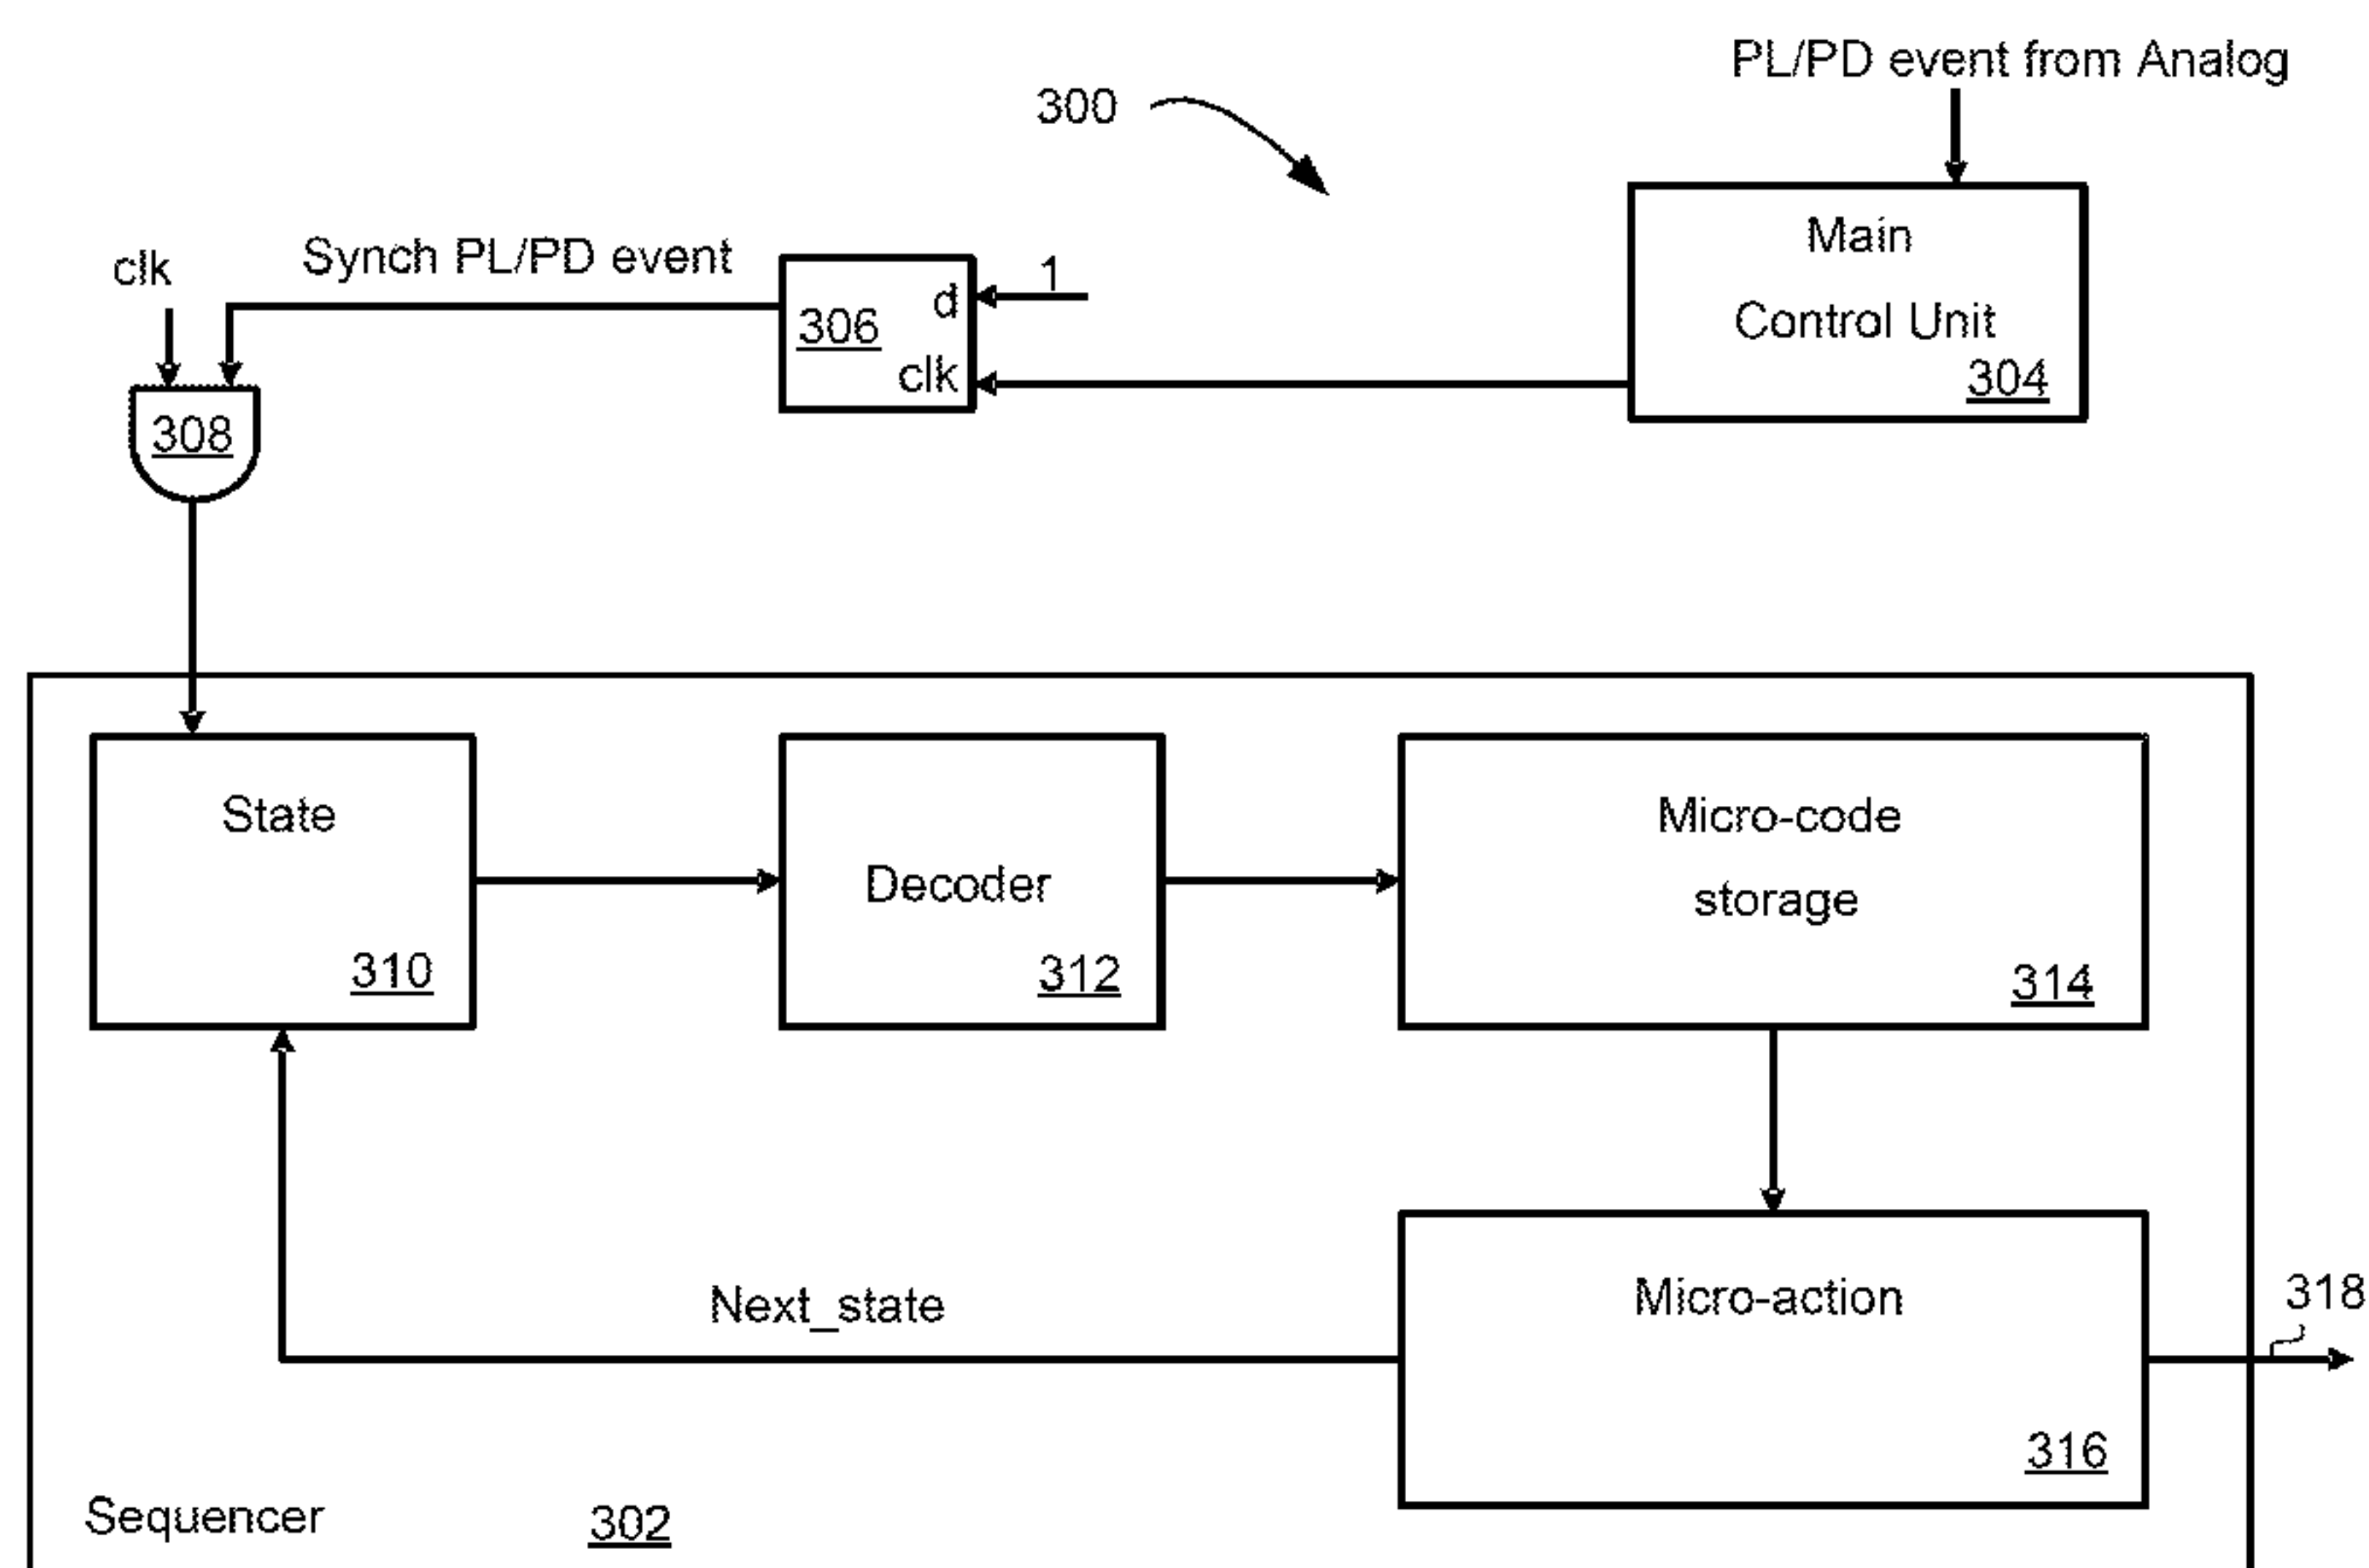 PL/PD event from Analog
300
Main
Control Unit
304
clk
Synch PL/PD event
306
d
1
clk
308
State
310
Decoder
312
Micro-code
storage
314
Next_state
Micro-action
316
318
Sequencer
302